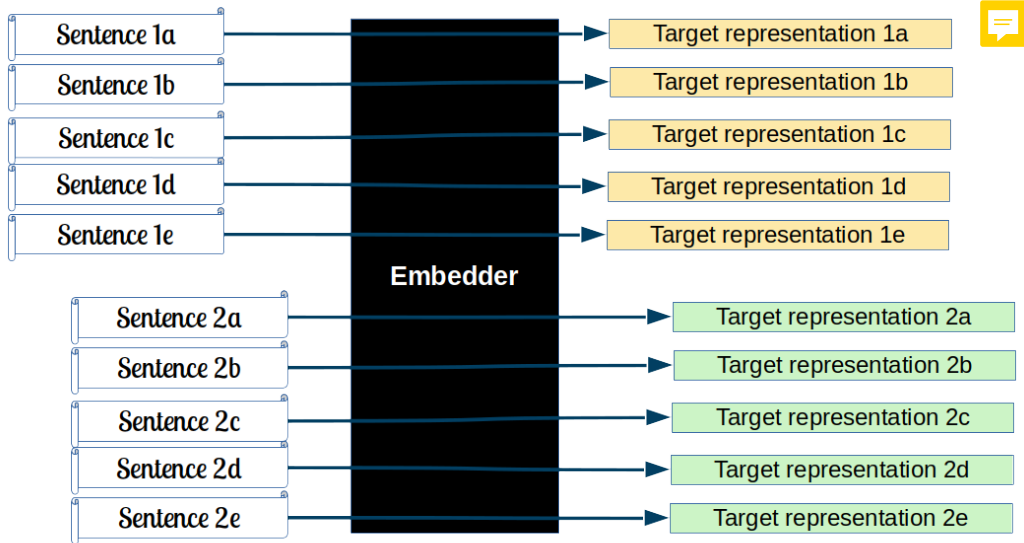 Sentence 1a
Target representation 1a
Sentence 1b
Target representation 1b
Sentence 1c
Target representation 1c
Sentence 1d
Target representation 1d
Sentence 1e
Target representation 1e
Embedder
Sentence 2a
Target representation 2a
Sentence 2b
Target representation 2b
Sentence 2c
Target representation 2c
Sentence 2d
Target representation 2d
Sentence 2e
Target representation 2e